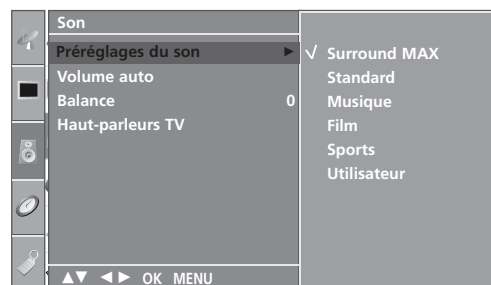 Son
Préréglages du son ►
Volume auto
Balance 0
Haut-parleurs TV
√ Surround MAX
Standard
Musique
Film
Sports
Utilisateur
▲▼ ◄► OK MENU